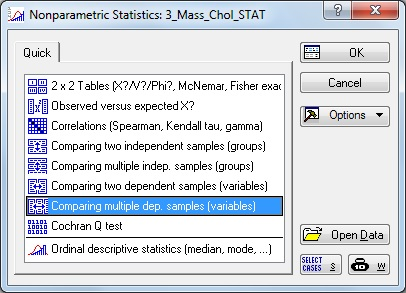 Nonparametric Statistics: 3_Mass_Chol_STAT
Quick
2 x 2 Tables (X?/V?/Phi?, McNemar, Fisher exac
Observed versus expected X?
Correlations (Spearman, Kendall tau, gamma)
Comparing two independent samples (groups)
Comparing multiple indep. samples (groups)
Comparing two dependent samples (variables)
Comparing multiple dep. samples (variables)
Cochran Q test
Ordinal descriptive statistics (median, mode, ...)
OK
Cancel
Options
Open Data
SELECT CASES S
W